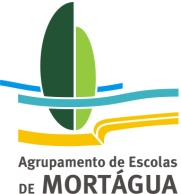 Agrupamento de Escolas
DE MORTÁGUA